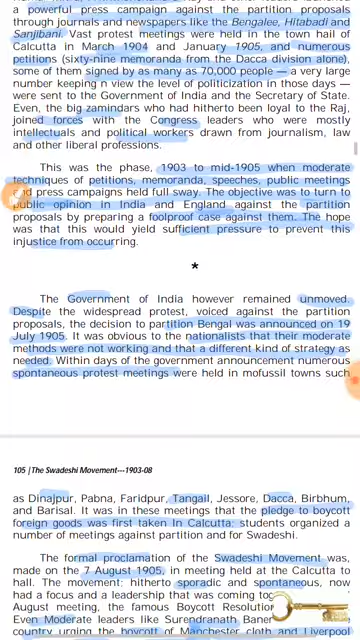 a powerful press campaign against the partition proposals
through journals and newspapers like the Bengalee, Hitabadi and
Sanjibani. Vast protest meetings were held in the town hall of
Calcutta in March 1904 and January 1905, and numerous
petitions (sixty-nine memoranda from the Dacca division alone),
some of them signed by as many as 70,000 people — a very large
number keeping n view the level of politicization in those days —
were sent to the Government of India and the Secretary of State.
Even, the big zamindars who had hitherto been loyal to the Raj,
joined forces with the Congress leaders who were mostly
intellectuals and political workers drawn from journalism, law
and other liberal professions.
This was the phase, 1903 to mid-1905 when moderate
techniques of petitions, memoranda, speeches, public meetings
and press campaigns held full sway. The objective was to turn to
public opinion in India and England against the partition
proposals by preparing a foolproof case against them. The hope
was that this would yield sufficient pressure to prevent this
injustice from occurring.
*
The Government of India however remained unmoved.
Despite the widespread protest, voiced against the partition
proposals, the decision to partition Bengal was announced on 19
July 1905. It was obvious to the nationalists that their moderate
methods were not working and that a different kind of strategy as
needed. Within days of the government announcement numerous
spontaneous protest meetings were held in mofussil towns such
105 | The Swadeshi Movement---1903-08
as Dinajpur, Pabna, Faridpur, Tangail, Jessore, Dacca, Birbhum,
and Barisal. It was in these meetings that the pledge to boycott
foreign goods was first taken In Calcutta; students organized a
number of meetings against partition and for Swadeshi.
The formal proclamation of the Swadeshi Movement was,
made on the 7 August 1905, in meeting held at the Calcutta to
hall. The movement; hitherto sporadic and spontaneous, now
had a focus and a leadership that was coming
August meeting, the famous Boycott Resolution
Even Moderate leaders like Surendranath
country urging the boycott of Manchester cloth and Liverpool